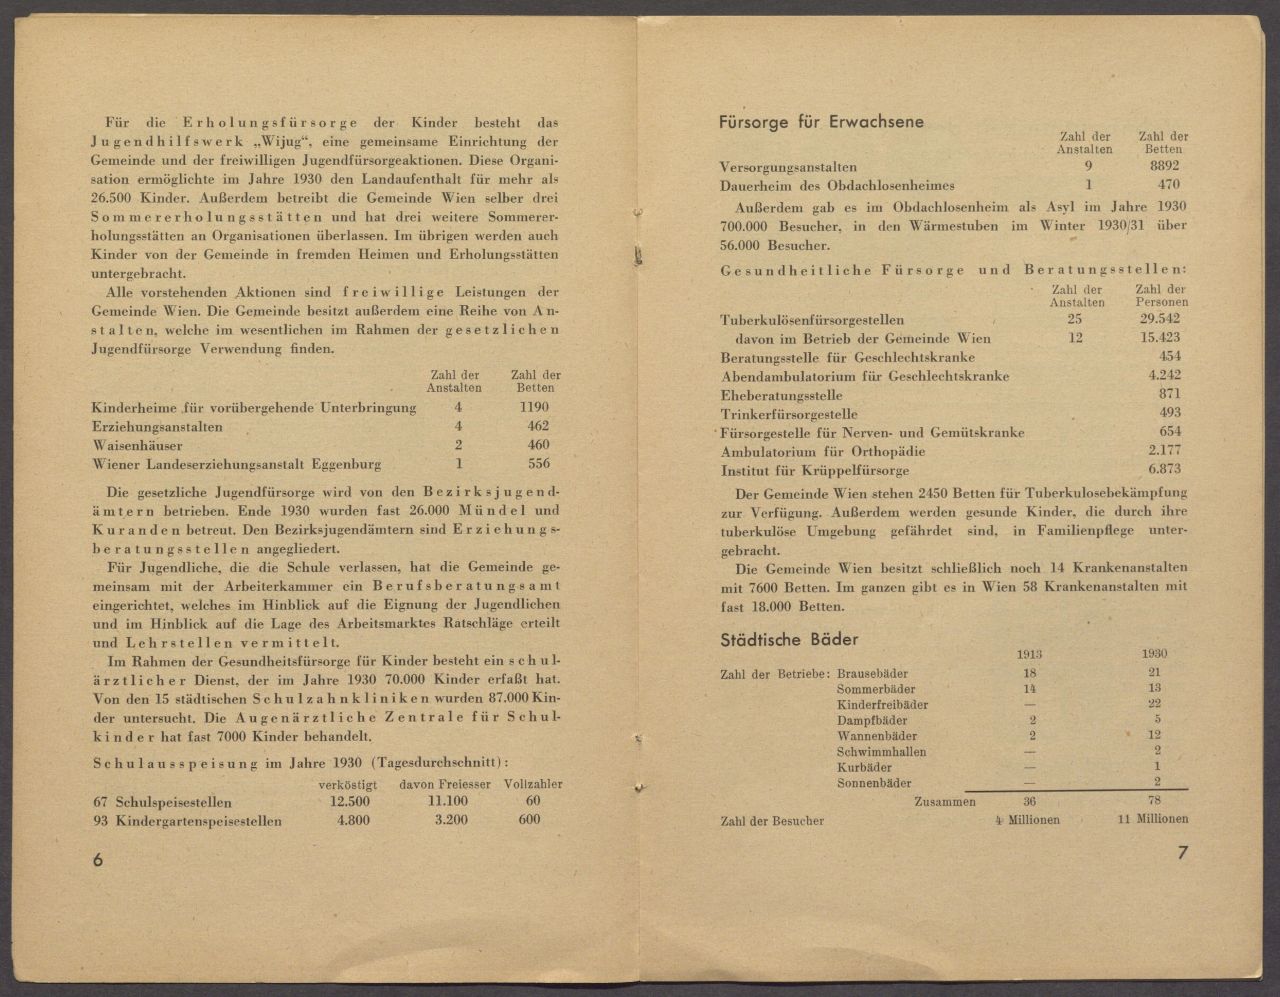 Für die Erholungsfürsorge der Kinder besteht das
Jugendhilfswerk „Wijug“, eine gemeinsame Einrichtung der
Gemeinde und der freiwilligen Jugendfürsorgeaktionen. Diese Organi-
sation ermöglichte im Jahre 1930 den Landaufenthalt für mehr als
26.500 Kinder. Außerdem betreibt die Gemeinde Wien selber drei
Sommererholungsstätten und hat drei weitere Sommerer-
holungsstätten an Organisationen überlassen. Im übrigen werden auch
Kinder von der Gemeinde in fremden Heimen und Erholungsstätten
untergebracht.
Alle vorstehenden Aktionen sind freiwillige Leistungen der
Gemeinde Wien. Die Gemeinde besitzt außerdem eine Reihe von An-
stalten, welche im wesentlichen im Rahmen der gesetzlichen
Jugendfürsorge Verwendung finden.
Zahl der Zahl der
Anstalten Betten
Kinderheime für vorübergehende Unterbringung 4 1190
Erziehungsanstalten 4 462
Waisenhäuser 2 460
Wiener Landeserziehungsanstalt Eggenburg 1 556
Die gesetzliche Jugendfürsorge wird von den Bezirksjugend-
ämtern betrieben. Ende 1930 wurden fast 26.000 Mündel und
Kuranden betreut. Den Bezirksjugendämtern sind Erziehungs-
beratungsstellen angegliedert.
Für Jugendliche, die die Schule verlassen, hat die Gemeinde ge-
meinsam mit der Arbeiterkammer ein Berufsberatungsamt
eingerichtet, welches im Hinblick auf die Eignung der Jugendlichen
und im Hinblick auf die Lage des Arbeitsmarktes Ratschläge erteilt
und Lehrstellen vermittelt.
Im Rahmen der Gesundheitsfürsorge für Kinder besteht ein schul-
ärztlicher Dienst, der im Jahre 1930 70.000 Kinder erfaßt hat.
Von den 15 städtischen Schulzahnkliniken wurden 87.000 Kin-
der untersucht. Die Augenärztliche Zentrale für Schul-
kinder hat fast 7000 Kinder behandelt.
Schulausspeisung im Jahre 1930 (Tagesdurchschnitt):
verköstigt davon Freiesser Vollzahler
67 Schulspeisestellen 12.500 11.100 60
93 Kindergartenspeisestellen 4.800 3.200 600
6
Fürsorge für Erwachsene
Zahl der Zahl der
Anstalten Betten
Versorgungsanstalten 9 8892
Dauerheim des Obdachlosenheimes 1 470
Außerdem gab es im Obdachlosenheim als Asyl im Jahre 1930
700.000 Besucher, in den Wärmestuben im Winter 1930/31 über
56.000 Besucher.
Gesundheitliche Fürsorge und Beratungsstellen:
Zahl der Zahl der
Anstalten Personen
Tuberkulösenfürsorgestellen 25 29.542
davon im Betrieb der Gemeinde Wien 12 15.423
Beratungsstelle für Geschlechtskranke 454
Abendambulatorium für Geschlechtskranke 4.242
Eheberatungsstelle 871
Trinkerfürsorgestelle 493
Fürsorgestelle für Nerven- und Gemütskranke 654
Ambulatorium für Orthopädie 2.177
Institut für Krüppelfürsorge 6.873
Der Gemeinde Wien stehen 2450 Betten für Tuberkulosebekämpfung
zur Verfügung. Außerdem werden gesunde Kinder, die durch ihre
tuberkulöse Umgebung gefährdet sind, in Familienpflege unter-
gebracht.
Die Gemeinde Wien besitzt schließlich noch 14 Krankenanstalten
mit 7600 Betten. Im ganzen gibt es in Wien 58 Krankenanstalten mit
fast 18.000 Betten.
Städtische Bäder
1913 1930
Zahl der Betriebe: Brausebäder 18 21
Sommerbäder 14 13
Kinderfreibäder — 22
Dampfbäder 2 5
Wannenbäder 2 12
Schwimmhallen — 2
Kurbäder — 1
Sonnenbäder — 2
Zusammen 36 78
Zahl der Besucher 4 Millionen 11 Millionen
7